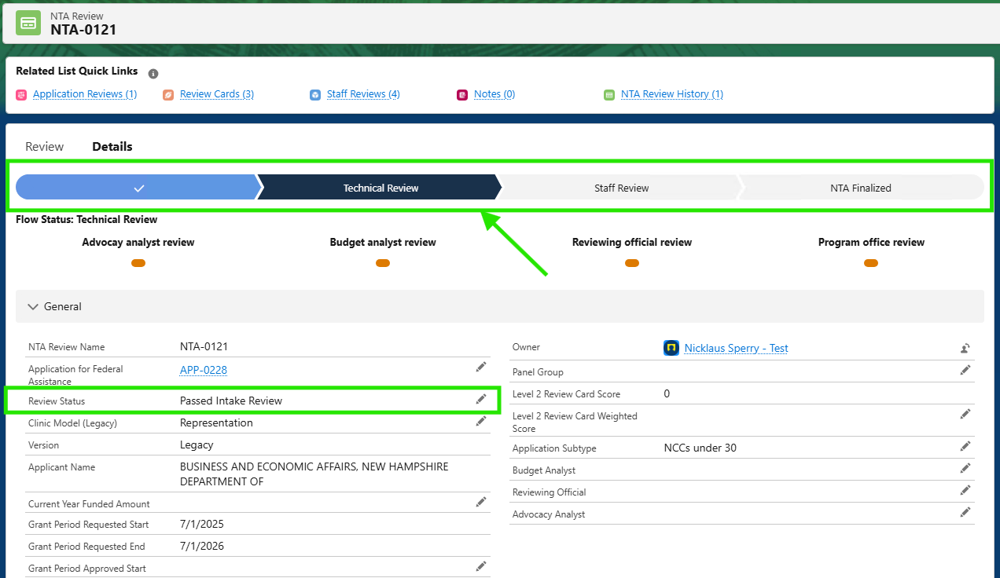 NTA Review
NTA-0121
Related List Quick Links
Application Reviews (1)
Review Cards (3)
Staff Reviews (4)
Notes (0)
NTA Review History (1)
Review
Details
Technical Review
Staff Review
NTA Finalized
Flow Status: Technical Review
Advocay analyst review
Budget analyst review
Reviewing official review
Program office review
General
NTA Review Name
NTA-0121
Application for Federal
Assistance
APP-0228
Review Status
Passed Intake Review
Clinic Model (Legacy)
Representation
Version
Legacy
Applicant Name
BUSINESS AND ECONOMIC AFFAIRS, NEW HAMPSHIRE
DEPARTMENT OF
Current Year Funded Amount
Grant Period Requested Start
7/1/2025
Grant Period Requested End
7/1/2026
Grant Period Approved Start
Owner
Nicklaus Sperry - Test
Panel Group
Level 2 Review Card Score
0
Level 2 Review Card Weighted
Score
Application Subtype
NCCs under 30
Budget Analyst
Reviewing Official
Advocacy Analyst